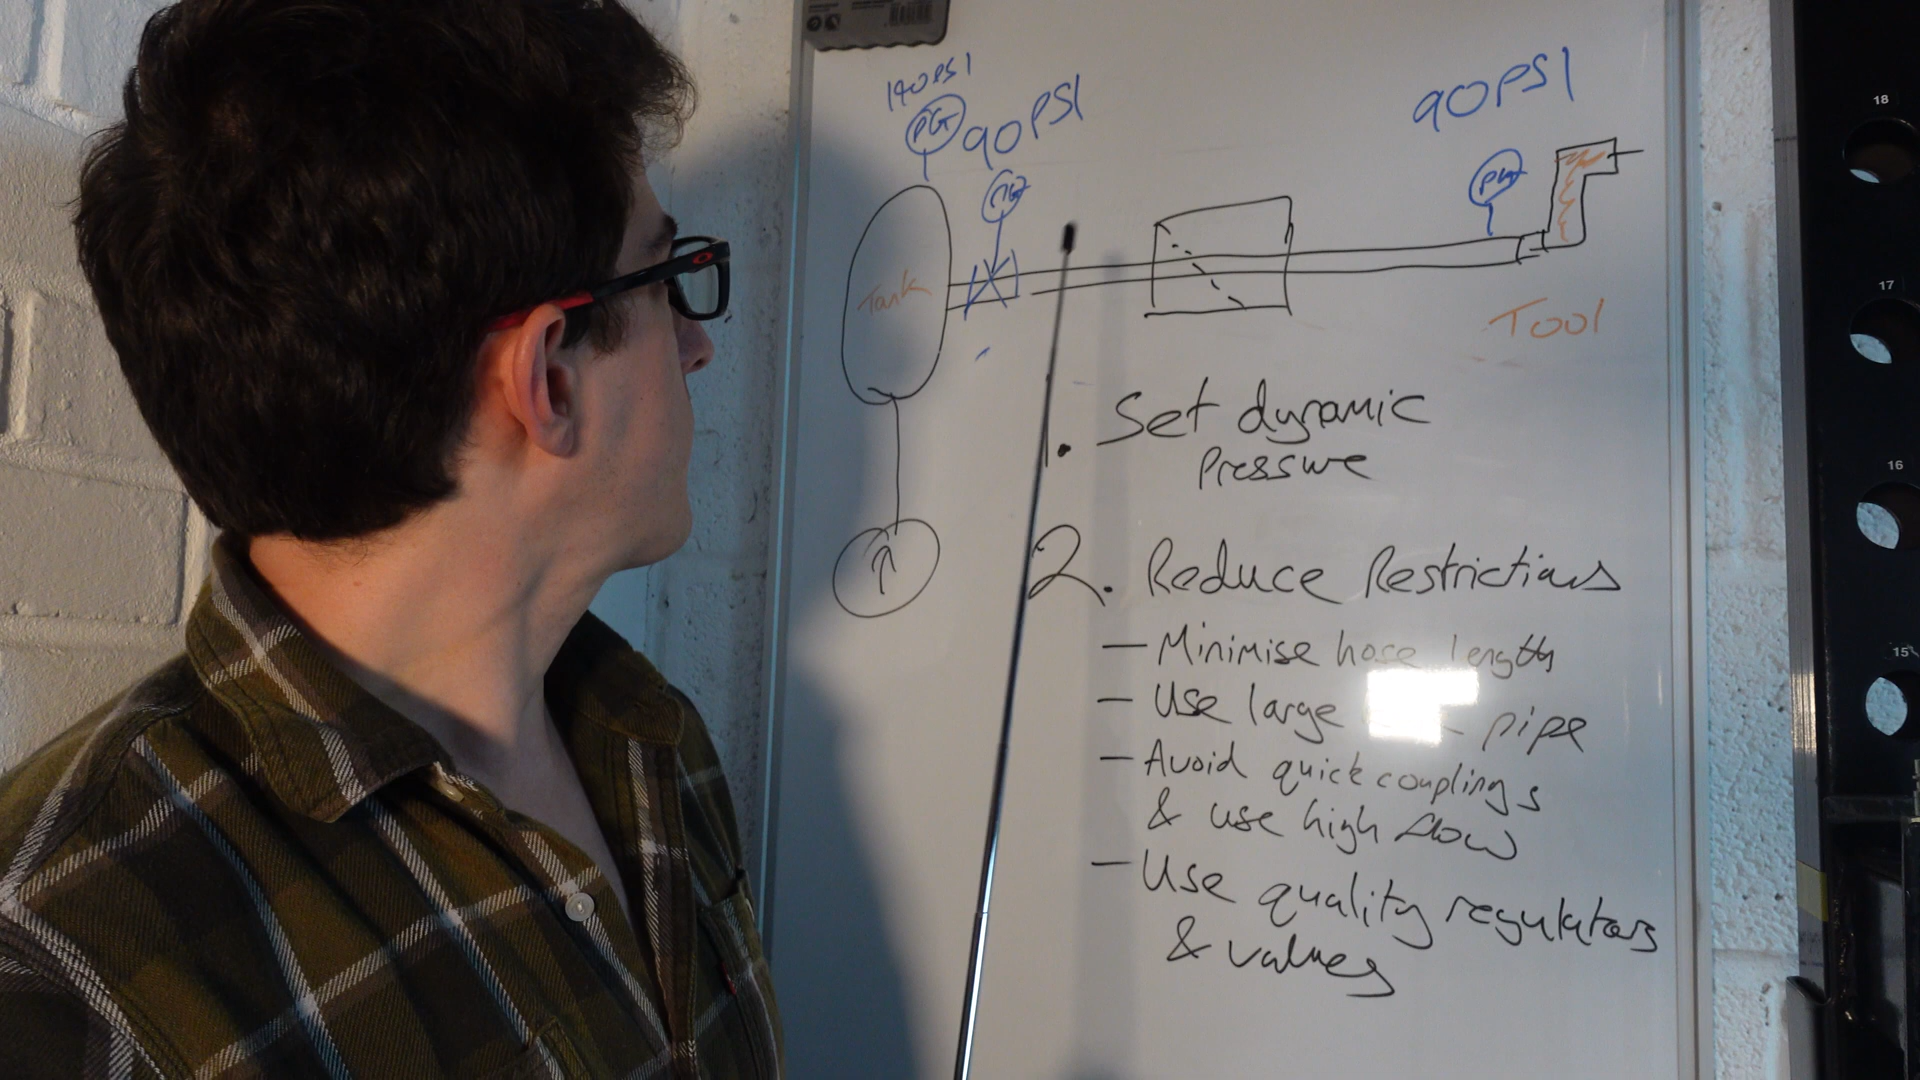 140PSI
PG
90PSI
90PSI
PG
Tank
Tool
1. Set dynamic
Pressure
2. Reduce Restrictions
- Minimise hose length
- Use large pipe
- Avoid quick couplings
& use high flow
- Use quality regulators
& valves
18
17
16
15